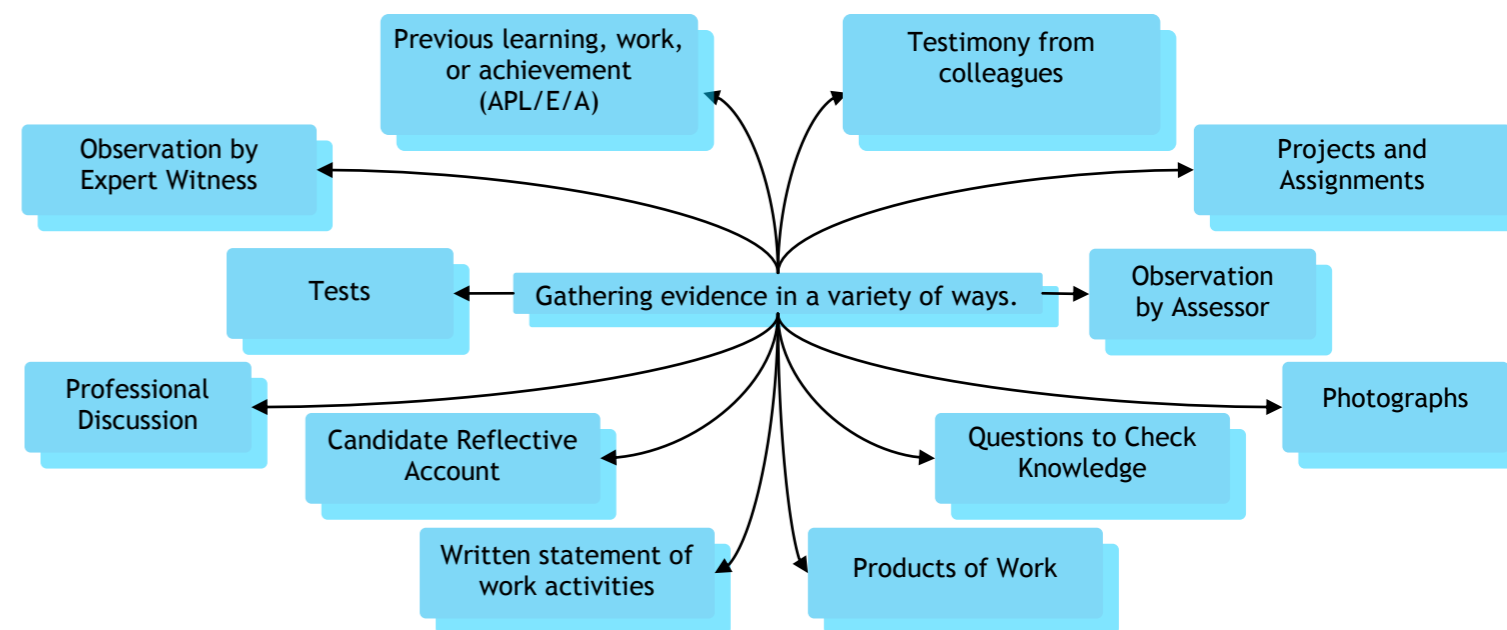 Previous learning, work,
or achievement
(APL/E/A)
Testimony from
colleagues
Observation by
Expert Witness
Projects and
Assignments
Tests
Gathering evidence in a variety of ways.
Observation
by Assessor
Professional
Discussion
Photographs
Candidate Reflective
Account
Questions to Check
Knowledge
Written statement of
work activities
Products of Work